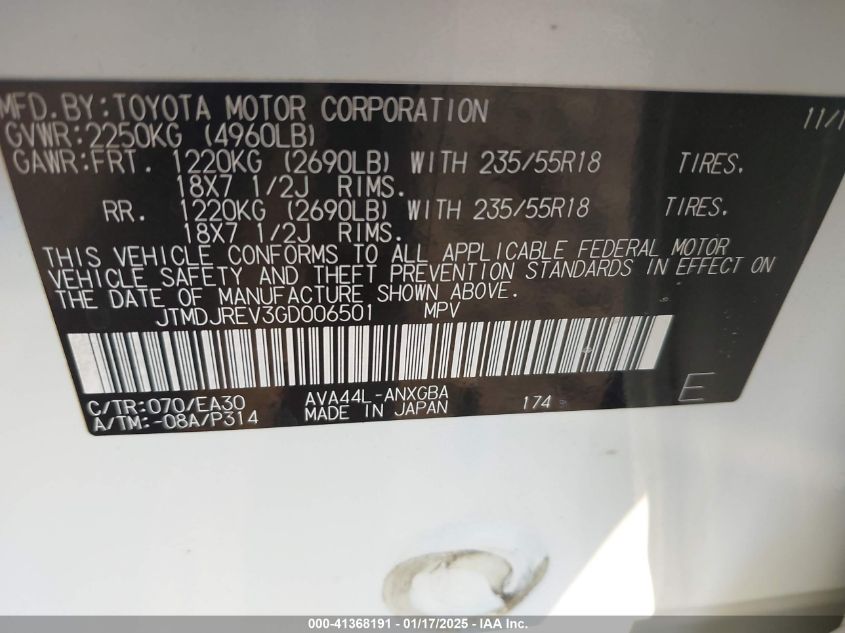 MFD.BY:TOYOTA MOTOR CORPORATION 11/1
GVWR:2250KG (4960LB)
GAWR:FRT. 1220KG (2690LB) WITH 235/55R18 TIRES.
18X7 1/2J RIMS.
RR. 1220KG (2690LB) WITH 235/55R18 TIRES.
18X7 1/2J RIMS.
THIS VEHICLE CONFORMS TO ALL APPLICABLE FEDERAL MOTOR
VEHICLE SAFETY AND THEFT PREVENTION STANDARDS IN EFFECT ON
THE DATE OF MANUFACTURE SHOWN ABOVE.
JTMDJREV3GD006501 MPV
C/TR:070/EA30 AVA44L-ANXGBA 174 E
A/TM:-08A/P314 MADE IN JAPAN
000-41368191 - 01/17/2025 - IAA Inc.